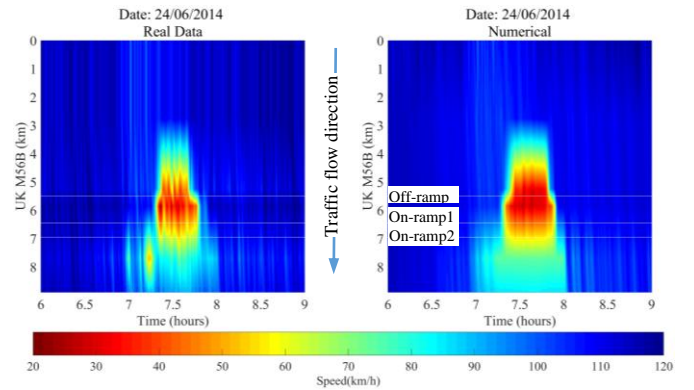 Date: 24/06/2014
Real Data
0
1
2
3
4
5
6
7
8
UK M56B (km)
6 6.5 7 7.5 8 8.5 9
Time (hours)
Traffic flow direction
Date: 24/06/2014
Numerical
0
1
2
3
4
5
6
7
8
UK M56B (km)
Off-ramp
On-ramp1
On-ramp2
6 6.5 7 7.5 8 8.5 9
Time (hours)
20 30 40 50 60 70 80 90 100 110 120
Speed(km/h)